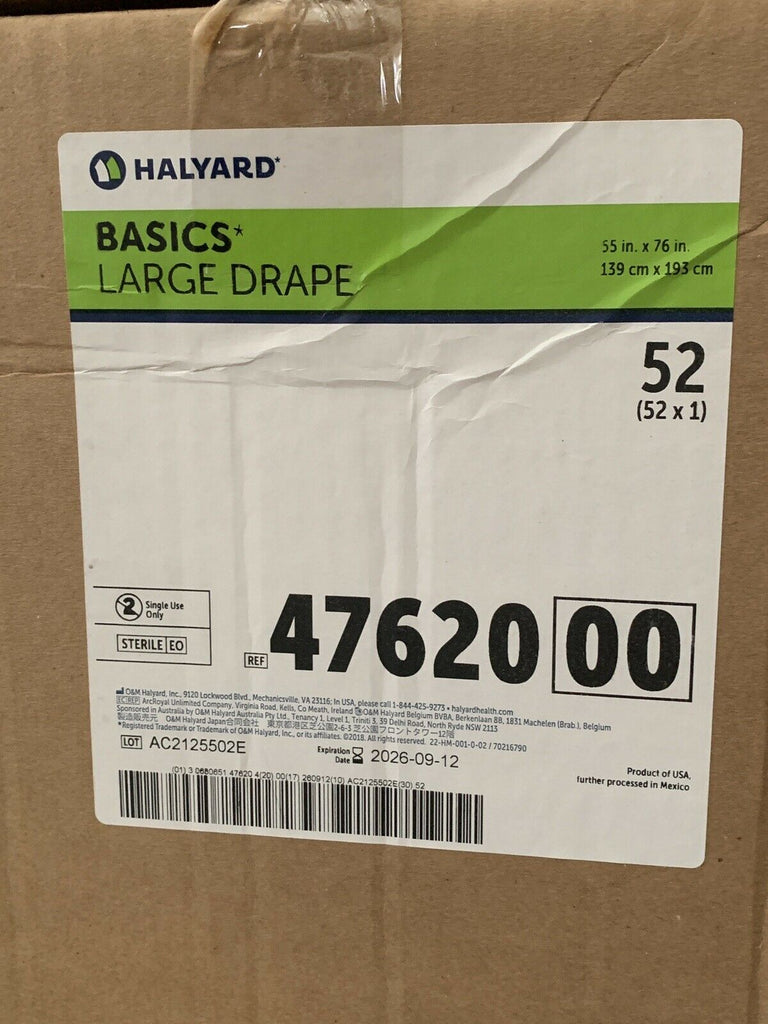 HALYARD*
BASICS*
LARGE DRAPE
55 in. x 76 in.
139 cm x 193 cm
52
(52 x 1)
2
Single Use
Only
STERILE EO
REF 47620 00
O&M Halyard, Inc., 9120 Lockwood Blvd., Mechanicsville, VA 23116; In USA, please call 1-844-425-9273 • halyardhealth.com
EC REP ArcRoyal Unlimited Company, Virginia Road, Kells, Co Meath, Ireland O&M Halyard Belgium BVBA, Berkenlaan 8B, 1831 Machelen (Brab.), Belgium
Sponsored in Australia by O&M Halyard Australia Pty Ltd., Tenancy 1, Level 1, Triniti 3, 39 Delhi Road, North Ryde NSW 2113
製造販売元 O&M Halyard Japan合同会社 東京都港区芝公園2-6-3 芝公園フロントタワー12階
*Registered Trademark or Trademark of O&M Halyard, Inc., or its affiliates. ©2018. All rights reserved. 22-HM-001-0-02 / 70216790
LOT AC2125502E
Expiration
Date 2026-09-12
Product of USA,
further processed in Mexico
(01) 3 0680651 47620 4(20) 00(17) 260912(10) AC2125502E(30) 52